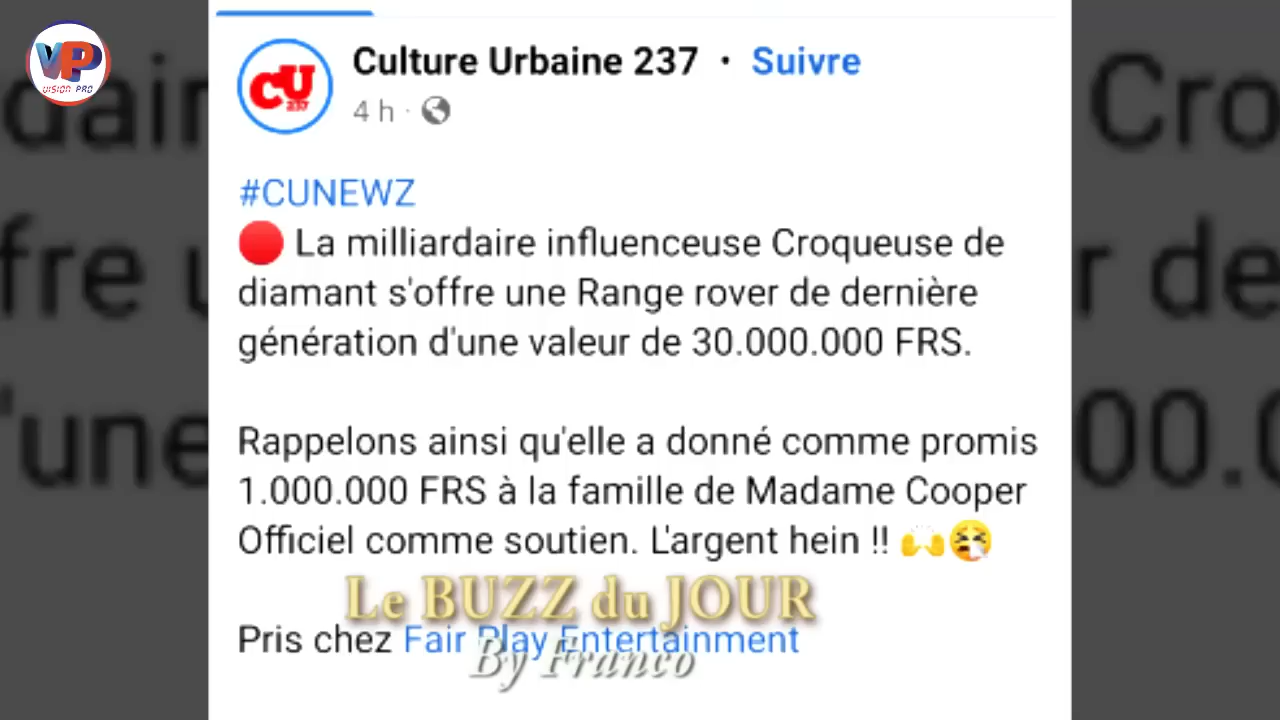 VP
VISION PRO
CU
237
Culture Urbaine 237 • Suivre
4 h ·
#CUNEWZ
🔴 La milliardaire influenceuse Croqueuse de
diamant s'offre une Range rover de dernière
génération d'une valeur de 30.000.000 FRS.
Rappelons ainsi qu'elle a donné comme promis
1.000.000 FRS à la famille de Madame Cooper
Officiel comme soutien. L'argent hein !! 🙌🤧
Le BUZZ du JOUR
Pris chez Fair Play Entertainment
By Franco